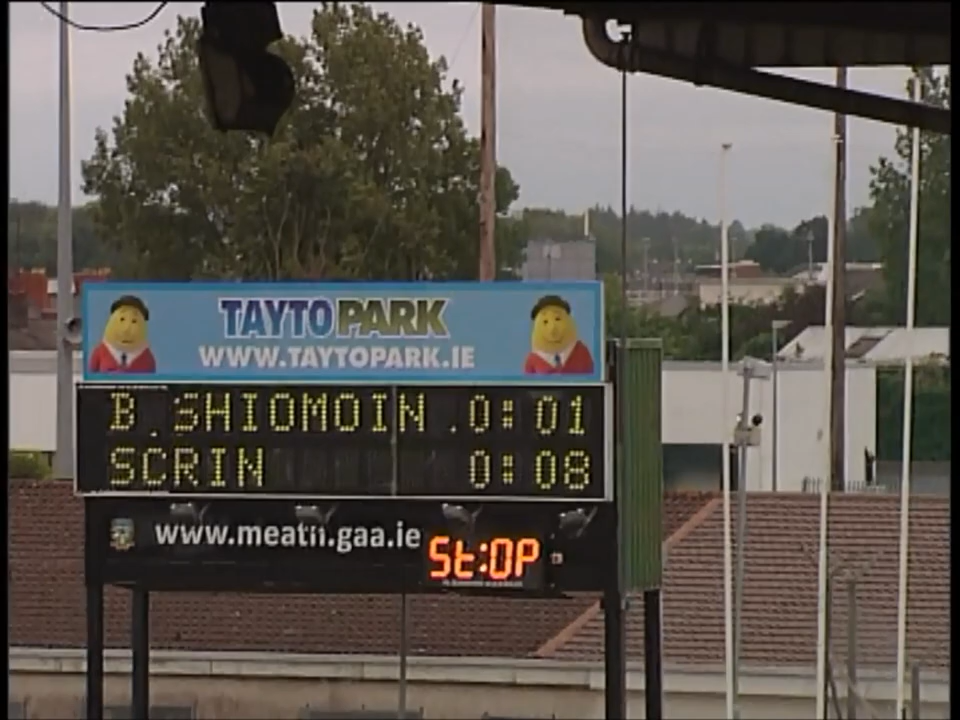 TAYTO PARK
WWW.TAYTOPARK.IE
B. SHIOMOIN .0:01
SCRIN 0:08
www.meath.gaa.ie
St:OP